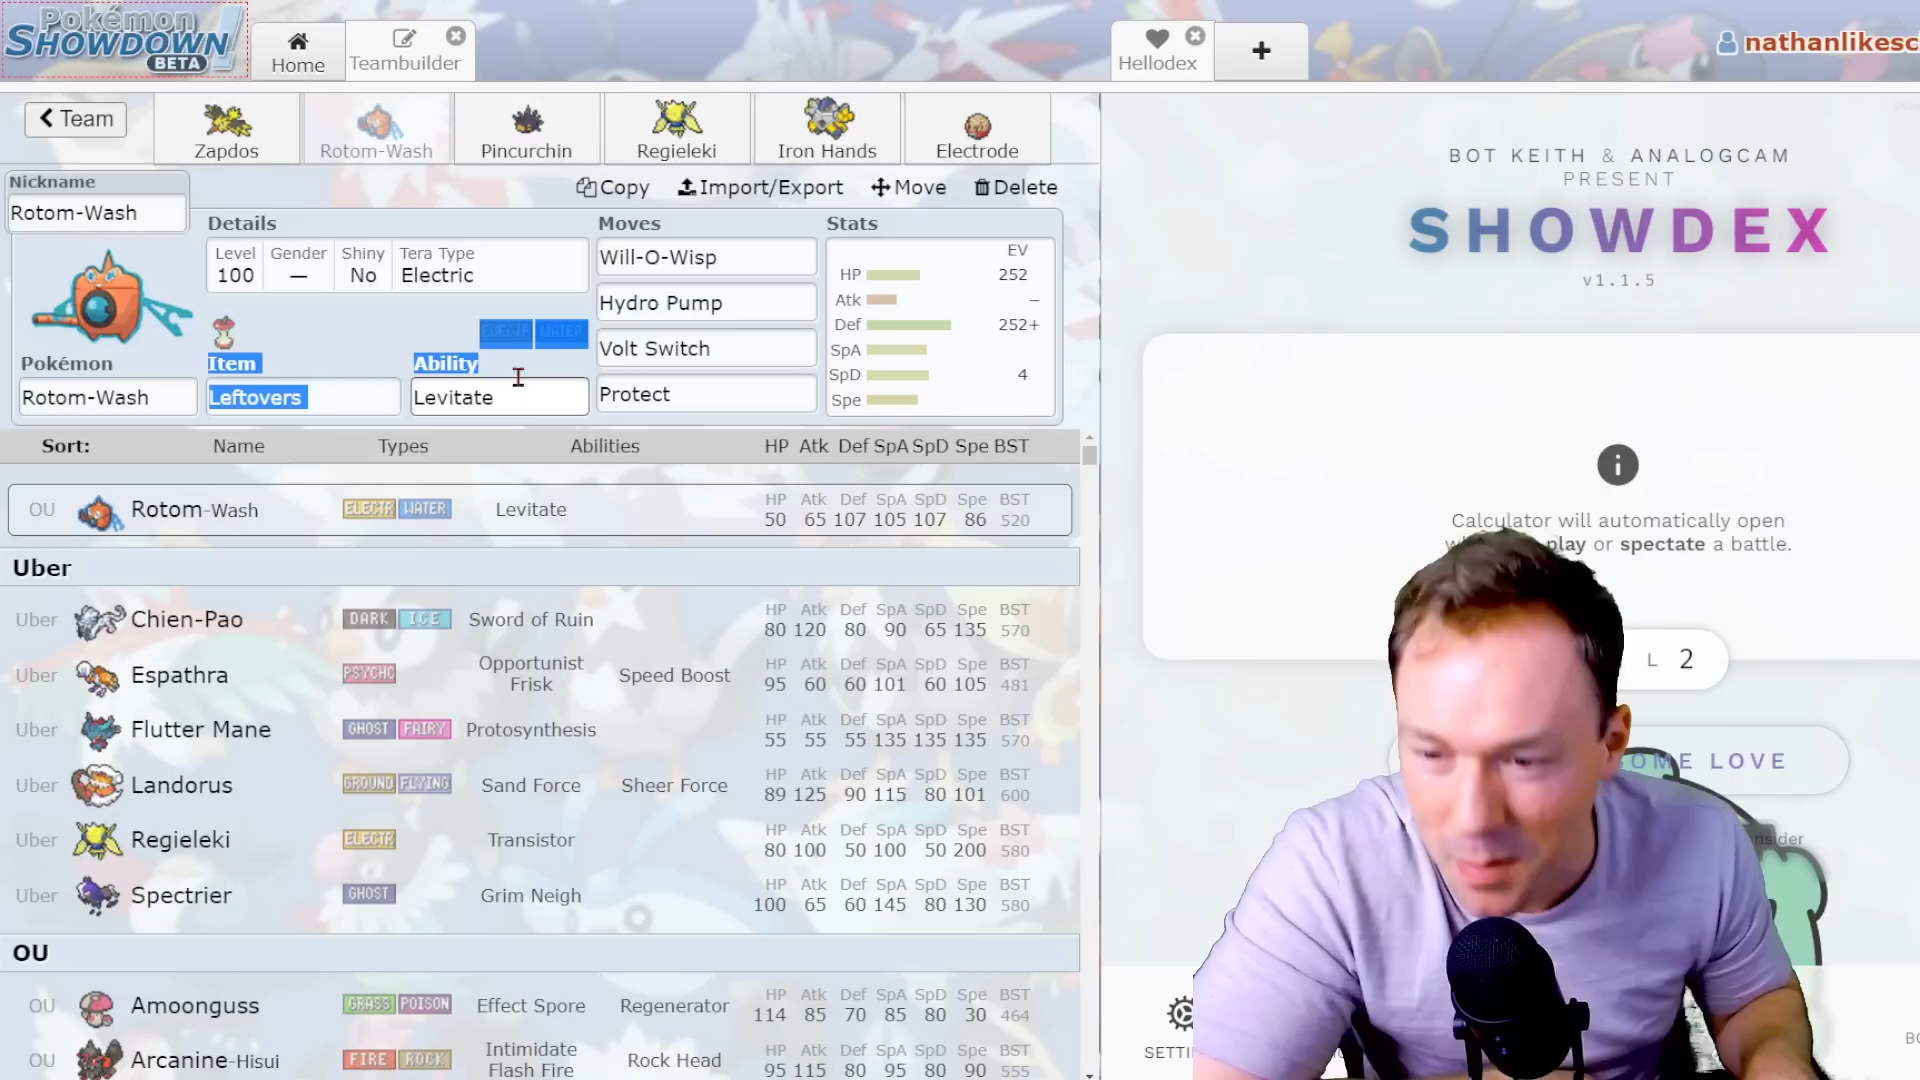 Pokémon
SHOWDOWN
BETA
Home
Teambuilder
Hellodex
nathanlikesc
Team
Zapdos
Rotom-Wash
Pincurchin
Regieleki
Iron Hands
Electrode
Copy
Import/Export
Move
Delete
Nickname
Rotom-Wash
Details
Moves
Stats
Level
Gender
Shiny
Tera Type
100
—
No
Electric
Will-O-Wisp
Hydro Pump
Volt Switch
Protect
EV
HP 252
Atk –
Def 252+
SpA
SpD 4
Spe
ELECTR WATER
Pokémon
Item
Ability
Rotom-Wash
Leftovers
Levitate
Sort: Name Types Abilities HP Atk Def SpA SpD Spe BST
OU Rotom-Wash ELECTR WATER Levitate
HP Atk Def SpA SpD Spe BST
50 65 107 105 107 86 520
Uber
Uber Chien-Pao DARK ICE Sword of Ruin
HP Atk Def SpA SpD Spe BST
80 120 80 90 65 135 570
Uber Espathra PSYCHC Opportunist Frisk Speed Boost
HP Atk Def SpA SpD Spe BST
95 60 60 101 60 105 481
Uber Flutter Mane GHOST FAIRY Protosynthesis
HP Atk Def SpA SpD Spe BST
55 55 55 135 135 135 570
Uber Landorus GROUND FLYING Sand Force Sheer Force
HP Atk Def SpA SpD Spe BST
89 125 90 115 80 101 600
Uber Regieleki ELECTR Transistor
HP Atk Def SpA SpD Spe BST
80 100 50 100 50 200 580
Uber Spectrier GHOST Grim Neigh
HP Atk Def SpA SpD Spe BST
100 65 60 145 80 130 580
OU
OU Amoonguss GRASS POISON Effect Spore Regenerator
HP Atk Def SpA SpD Spe BST
114 85 70 85 80 30 464
OU Arcanine-Hisui FIRE ROCK Intimidate Flash Fire Rock Head
HP Atk Def SpA SpD Spe BST
95 115 80 95 80 90 555
BOT KEITH & ANALOGCAM
PRESENT
SHOWDEX
v1.1.5
Calculator will automatically open
play or spectate a battle.
L 2
OME LOVE
nsider
SETTI